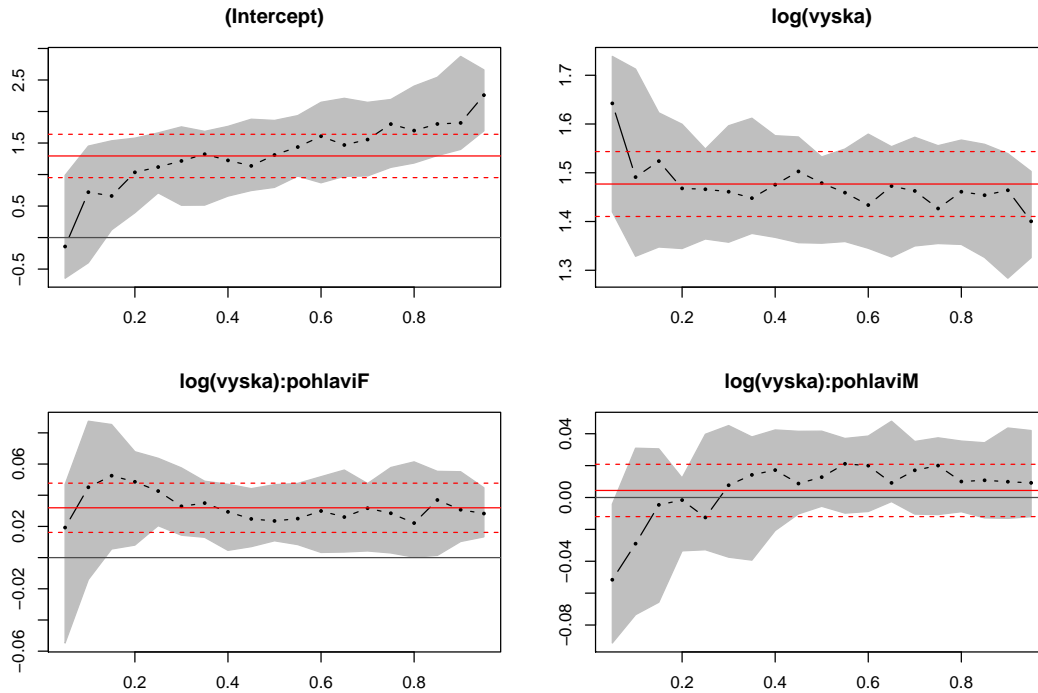 (Intercept)
2.5
1.5
0.5
−0.5
0.2 0.4 0.6 0.8
log(vyska)
1.7
1.6
1.5
1.4
1.3
0.2 0.4 0.6 0.8
log(vyska):pohlaviF
0.06
0.02
−0.02
−0.06
0.2 0.4 0.6 0.8
log(vyska):pohlaviM
0.04
0.00
−0.04
−0.08
0.2 0.4 0.6 0.8